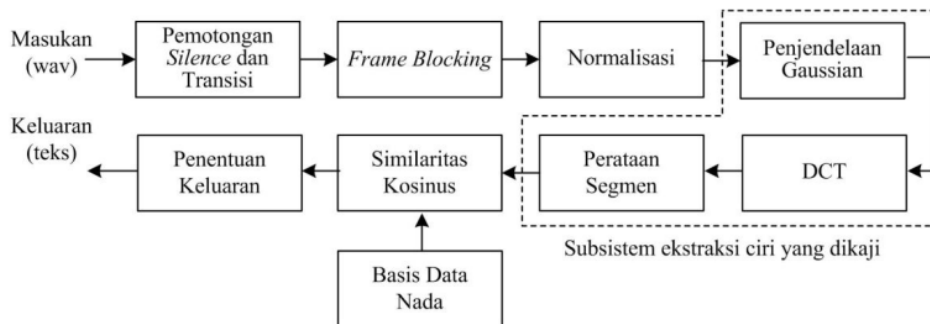 Masukan
(wav)
Pemotongan
Silence dan
Transisi
Frame Blocking
Normalisasi
Penjendelaan
Gaussian
Keluaran
(teks)
Penentuan
Keluaran
Similaritas
Kosinus
Perataan
Segmen
DCT
Subsistem ekstraksi ciri yang dikaji
Basis Data
Nada